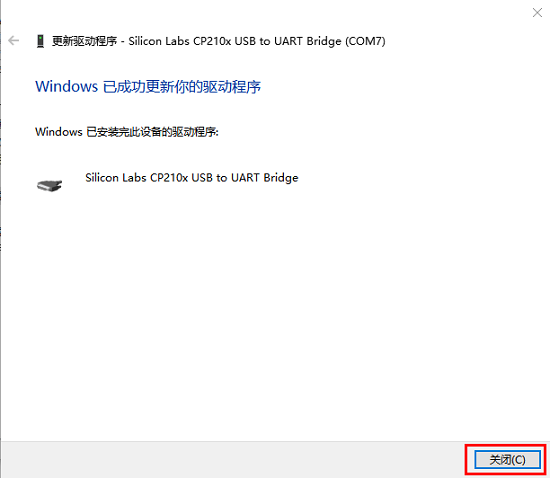 更新驱动程序 - Silicon Labs CP210x USB to UART Bridge (COM7)
Windows 已成功更新你的驱动程序
Windows 已安装完此设备的驱动程序:
Silicon Labs CP210x USB to UART Bridge
关闭(C)